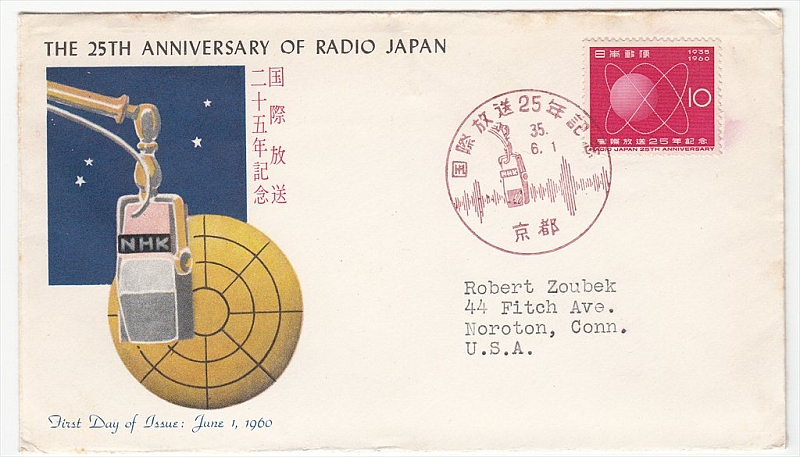 THE 25TH ANNIVERSARY OF RADIO JAPAN
国際放送
二十五年記念
NHK
国際放送25年記念
35.
6.1
NHK
京都
日本郵便
1935
1960
10
国際放送25年記念
RADIO JAPAN 25TH ANNIVERSARY
Robert Zoubek
44 Fitch Ave.
Noroton, Conn.
U.S.A.
First Day of Issue: June 1, 1960